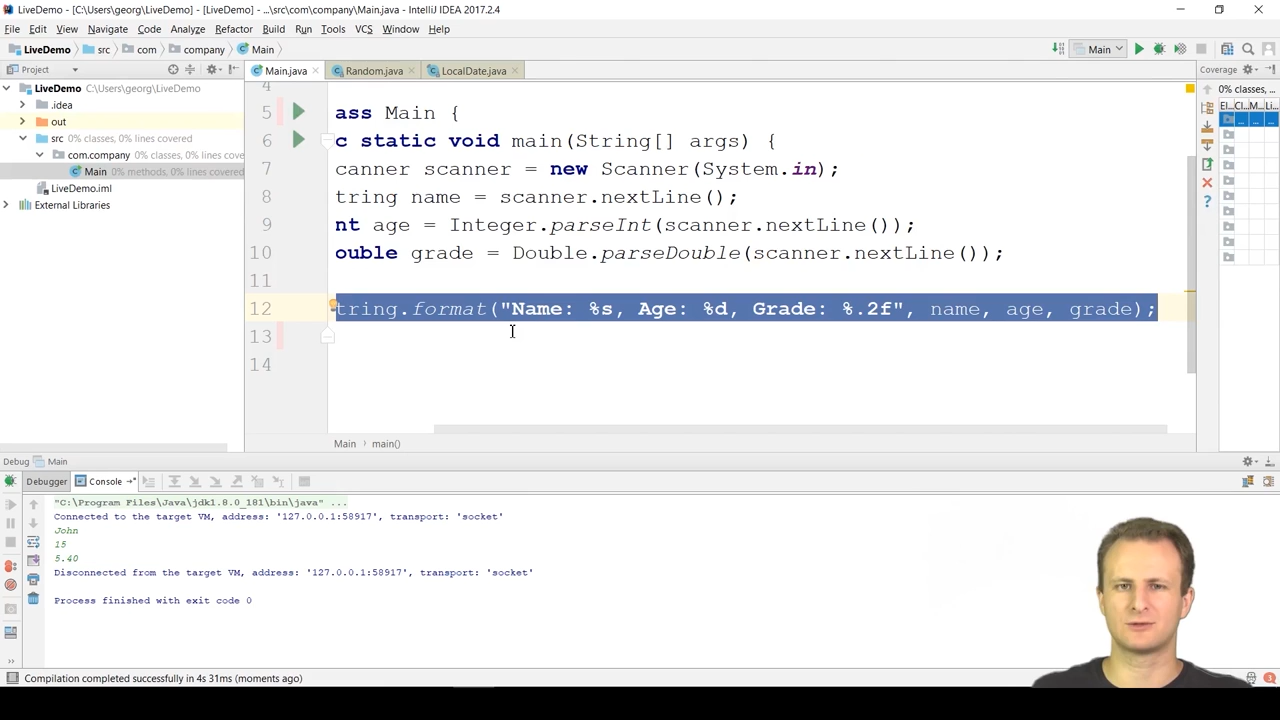 LiveDemo - [C:\Users\georg\LiveDemo] - [LiveDemo] - ...\src\com\company\Main.java - IntelliJ IDEA 2017.2.4
File Edit View Navigate Code Analyze Refactor Build Run Tools VCS Window Help
LiveDemo src com company Main
Main
Project
Main.java Random.java LocalDate.java
Coverage
LiveDemo C:\Users\georg\LiveDemo
.idea
out
src 0% classes, 0% lines covered
com.company 0% classes, 0% lines covered
Main 0% methods, 0% lines covered
LiveDemo.iml
External Libraries
4
5 ass Main {
6 c static void main(String[] args) {
7 canner scanner = new Scanner(System.in);
8 tring name = scanner.nextLine();
9 nt age = Integer.parseInt(scanner.nextLine());
10 ouble grade = Double.parseDouble(scanner.nextLine());
11
12 tring.format("Name: %s, Age: %d, Grade: %.2f", name, age, grade);
13
14
Main main()
0% classes,
El... Cl... M... Li...
... ... ...
Debug Main
Debugger Console
"C:\Program Files\Java\jdk1.8.0_181\bin\java" ...
Connected to the target VM, address: '127.0.0.1:58917', transport: 'socket'
John
15
5.40
Disconnected from the target VM, address: '127.0.0.1:58917', transport: 'socket'
Process finished with exit code 0
Compilation completed successfully in 4s 31ms (moments ago)
3